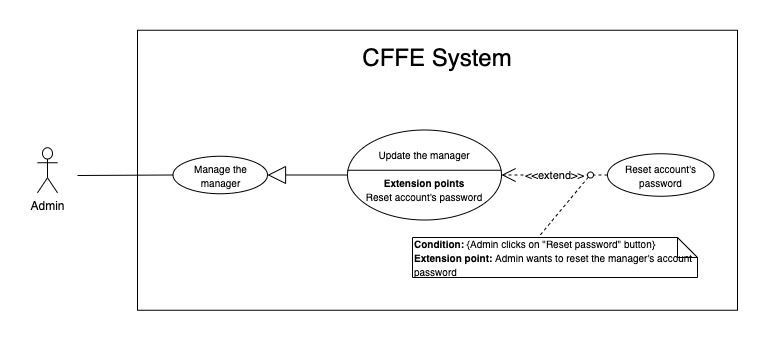 CFFE System
Admin
Manage the
manager
Update the manager
Extension points
Reset account's password
<<extend>>
Reset account's
password
Condition: {Admin clicks on "Reset password" button}
Extension point: Admin wants to reset the manager's account
password